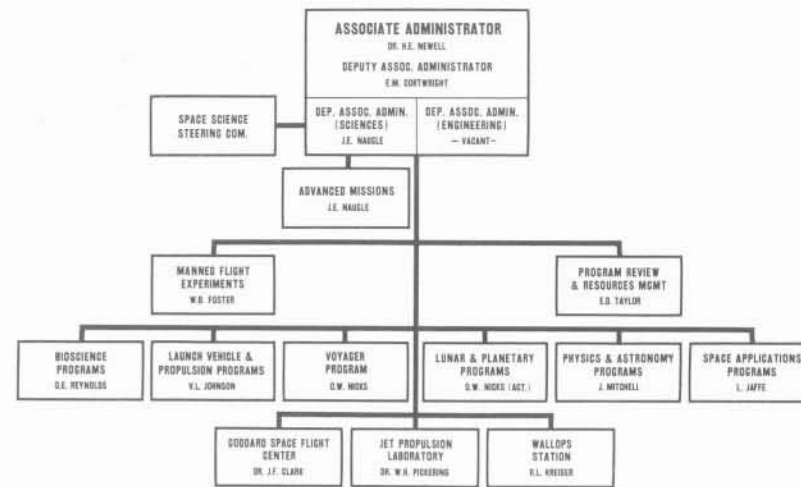 ASSOCIATE ADMINISTRATOR
DR. H.E. NEWELL
DEPUTY ASSOC. ADMINISTRATOR
E.M. CORTWRIGHT
SPACE SCIENCE
STEERING COM.
DEP. ASSOC. ADMIN.
(SCIENCES)
J.E. NAUGLE
DEP. ASSOC. ADMIN.
(ENGINEERING)
— VACANT —
ADVANCED MISSIONS
J.E. NAUGLE
MANNED FLIGHT
EXPERIMENTS
W.B. FOSTER
PROGRAM REVIEW
& RESOURCES MGMT
E.D. TAYLOR
BIOSCIENCE
PROGRAMS
O.E. REYNOLDS
LAUNCH VEHICLE &
PROPULSION PROGRAMS
V.L. JOHNSON
VOYAGER
PROGRAM
O.W. NICKS
LUNAR & PLANETARY
PROGRAMS
O.W. NICKS (ACT.)
PHYSICS & ASTRONOMY
PROGRAMS
J. MITCHELL
SPACE APPLICATIONS
PROGRAMS
L. JAFFE
GODDARD SPACE FLIGHT
CENTER
DR. J.F. CLARK
JET PROPULSION
LABORATORY
DR. W.H. PICKERING
WALLOPS
STATION
R.L. KREIGER